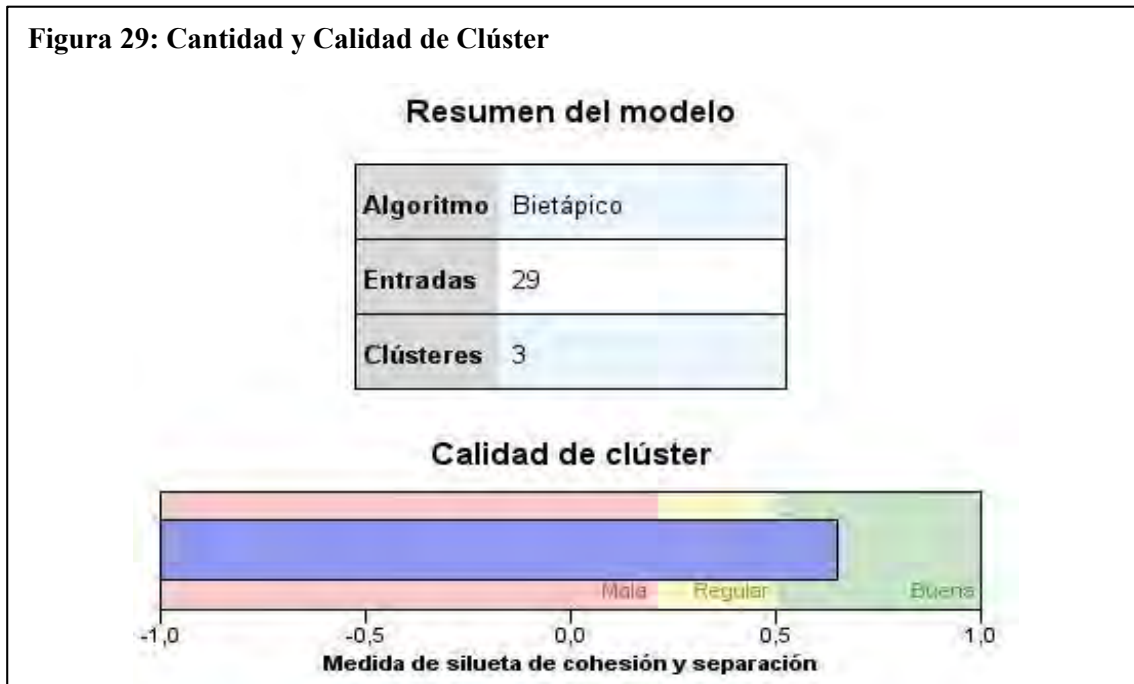 Figura 29: Cantidad y Calidad de Clúster
Resumen del modelo
Algoritmo Bietápico
Entradas 29
Clústeres 3
Calidad de clúster
Mala Regular Buena
-1,0 -0,5 0,0 0,5 1,0
Medida de silueta de cohesión y separación